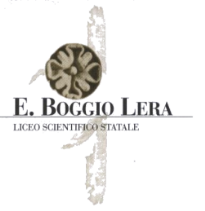 E. BOGGIO LERA
LICEO SCIENTIFICO STATALE